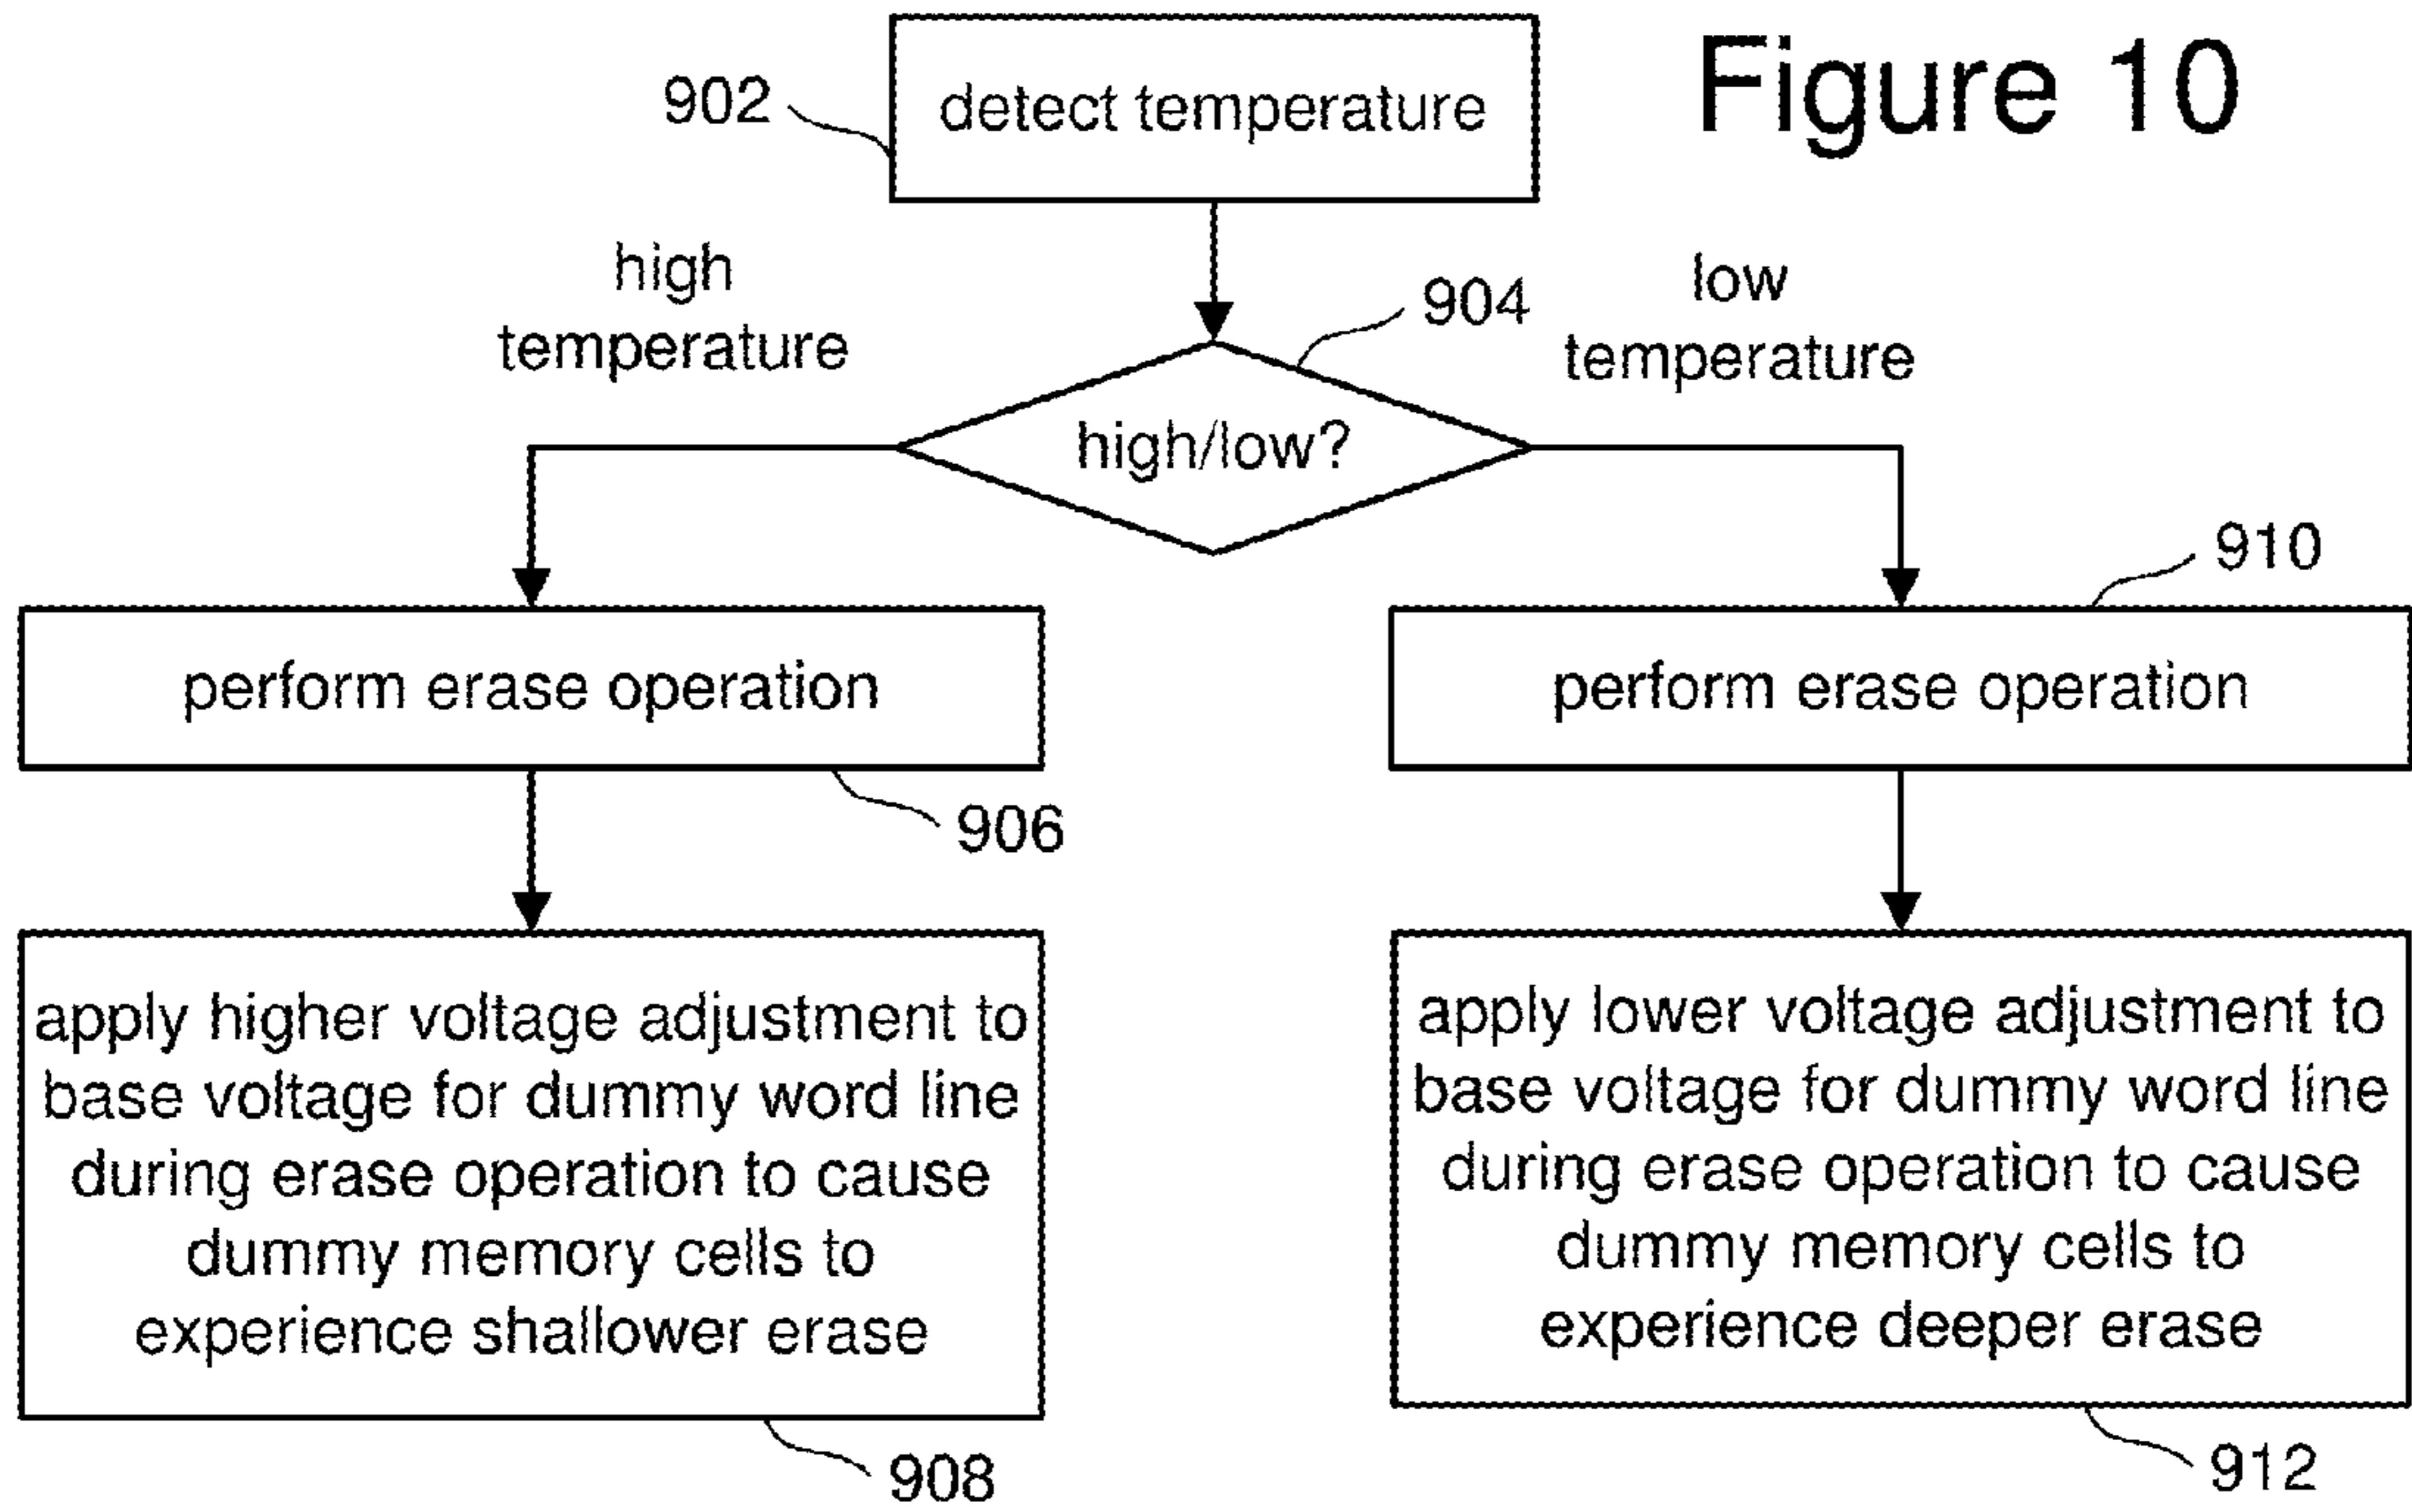 Figure 10
902
detect temperature
high
temperature
904
low
temperature
high/low?
910
perform erase operation
perform erase operation
906
apply higher voltage adjustment to
base voltage for dummy word line
during erase operation to cause
dummy memory cells to
experience shallower erase
908
apply lower voltage adjustment to
base voltage for dummy word line
during erase operation to cause
dummy memory cells to
experience deeper erase
912